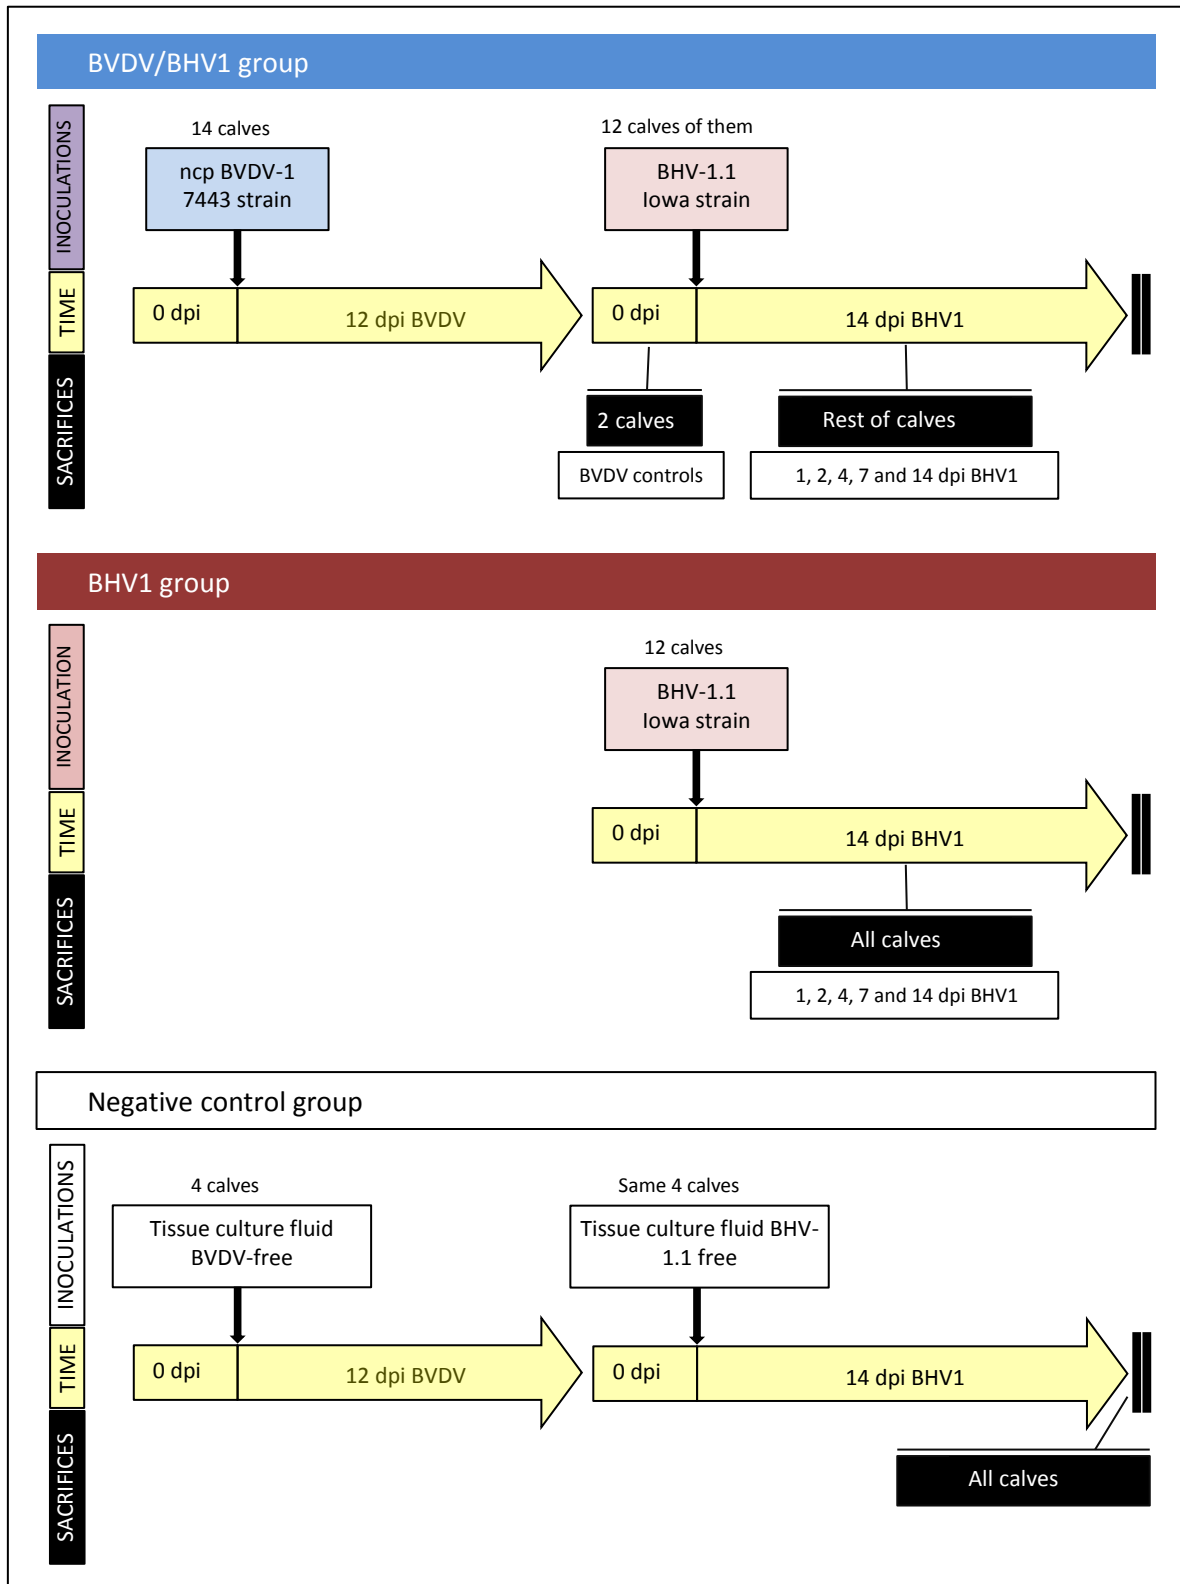 BVDV/BHV1 group
INOCULATIONS
14 calves
12 calves of them
ncp BVDV-1
7443 strain
BHV-1.1
Iowa strain
TIME
0 dpi
12 dpi BVDV
0 dpi
14 dpi BHV1
SACRIFICES
2 calves
Rest of calves
BVDV controls
1, 2, 4, 7 and 14 dpi BHV1
BHV1 group
INOCULATION
12 calves
BHV-1.1
Iowa strain
TIME
0 dpi
14 dpi BHV1
SACRIFICES
All calves
1, 2, 4, 7 and 14 dpi BHV1
Negative control group
INOCULATIONS
4 calves
Same 4 calves
Tissue culture fluid
BVDV-free
Tissue culture fluid BHV-
1.1 free
TIME
0 dpi
12 dpi BVDV
0 dpi
14 dpi BHV1
SACRIFICES
All calves